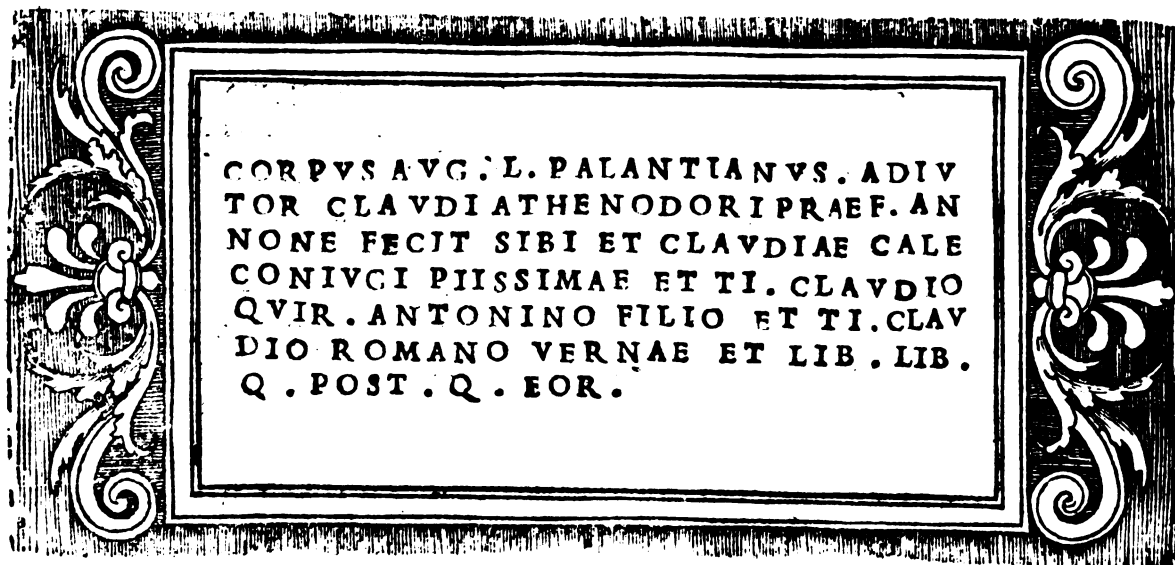 CORPVS AVG. L. PALANTIANVS. ADIV
TOR CLAVDI ATHENODORI PRAEF. AN
NONE FECIT SIBI ET CLAVDIAE CALE
CONIVGI PIISSIMAE ET TI. CLAVDIO
QVIR. ANTONINO FILIO ET TI. CLAV
DIO ROMANO VERNAE ET LIB. LIB.
Q. POST. Q. EOR.